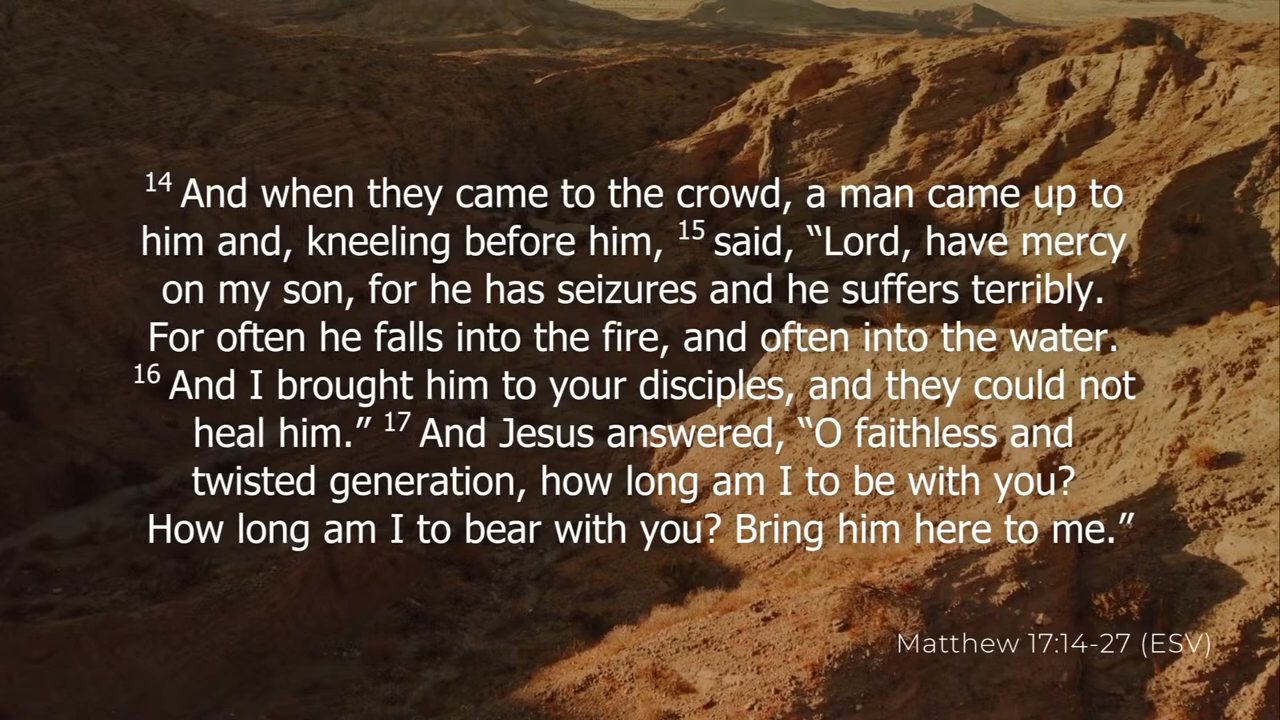 14 And when they came to the crowd, a man came up to
him and, kneeling before him, 15 said, “Lord, have mercy
on my son, for he has seizures and he suffers terribly.
For often he falls into the fire, and often into the water.
16 And I brought him to your disciples, and they could not
heal him.” 17 And Jesus answered, “O faithless and
twisted generation, how long am I to be with you?
How long am I to bear with you? Bring him here to me.”
Matthew 17:14-27 (ESV)